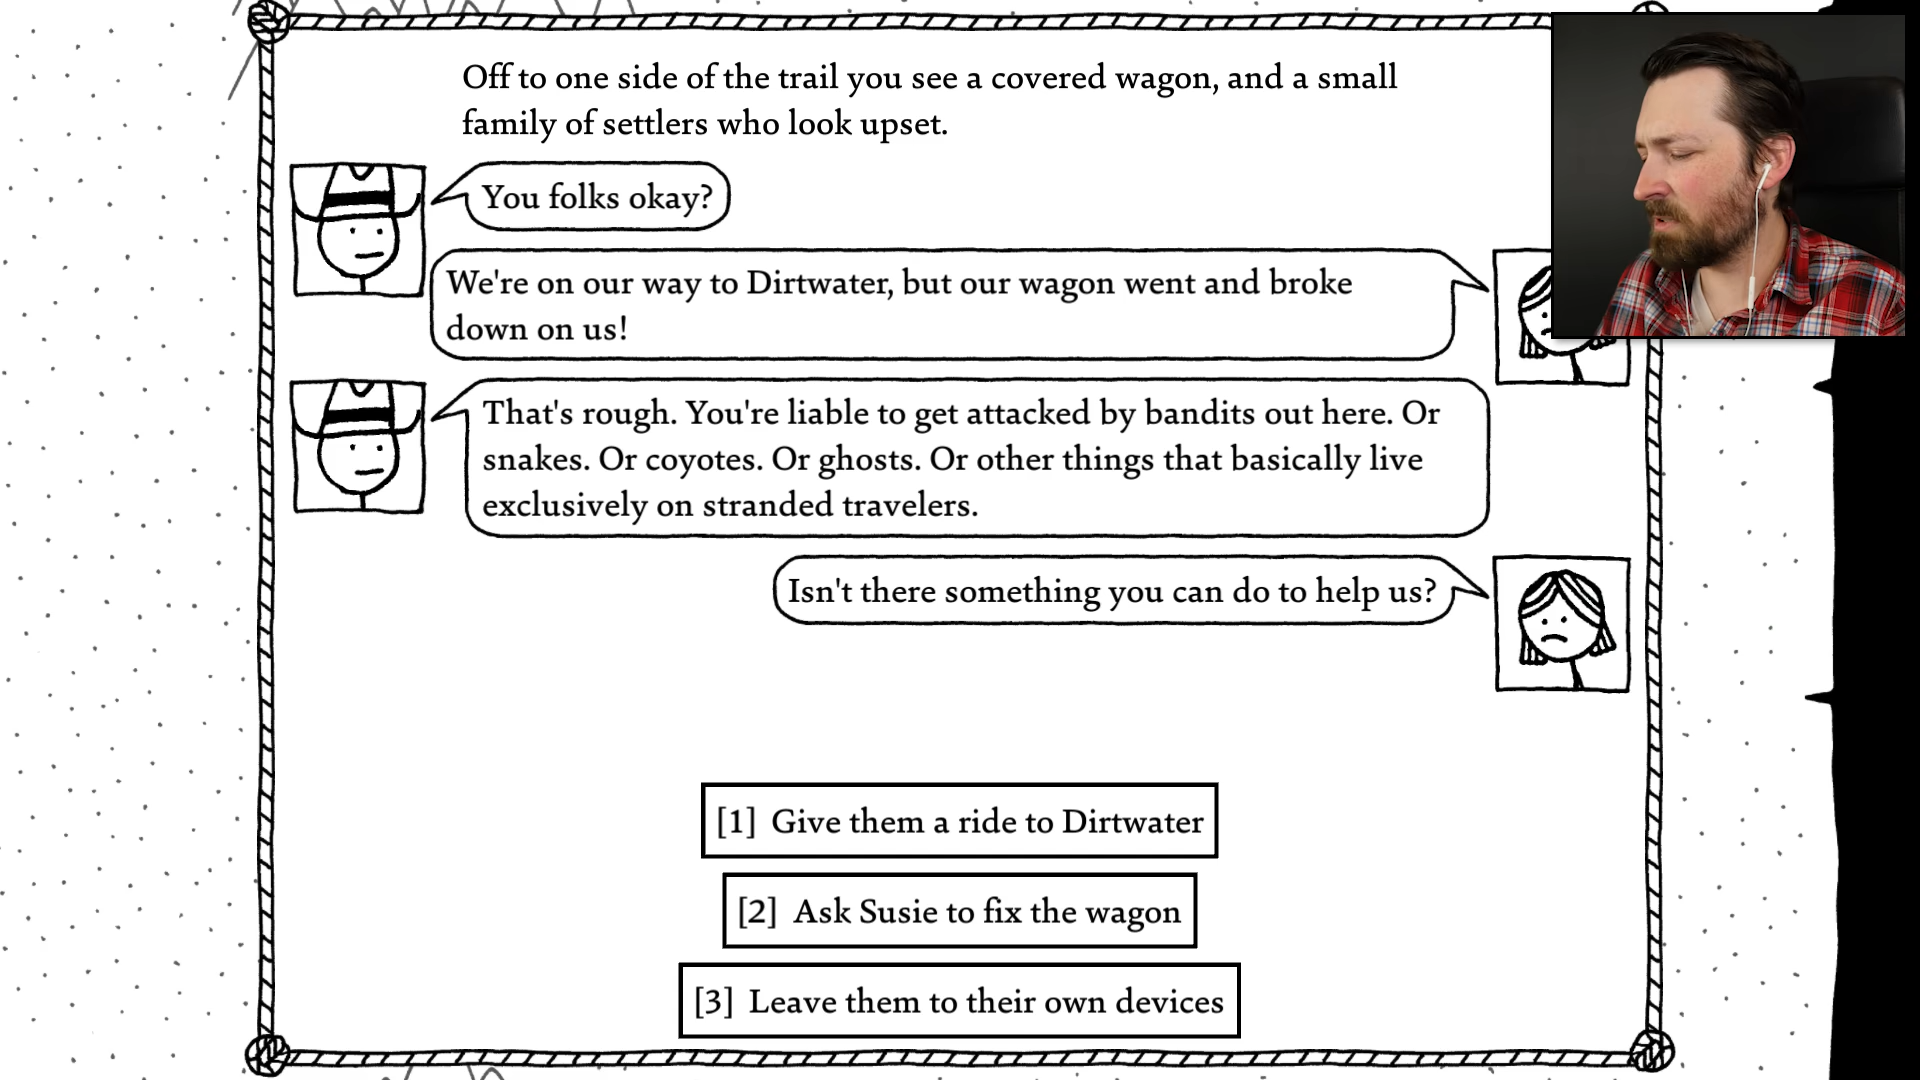 Off to one side of the trail you see a covered wagon, and a small
family of settlers who look upset.
You folks okay?
We're on our way to Dirtwater, but our wagon went and broke
down on us!
That's rough. You're liable to get attacked by bandits out here. Or
snakes. Or coyotes. Or ghosts. Or other things that basically live
exclusively on stranded travelers.
Isn't there something you can do to help us?
[1] Give them a ride to Dirtwater
[2] Ask Susie to fix the wagon
[3] Leave them to their own devices